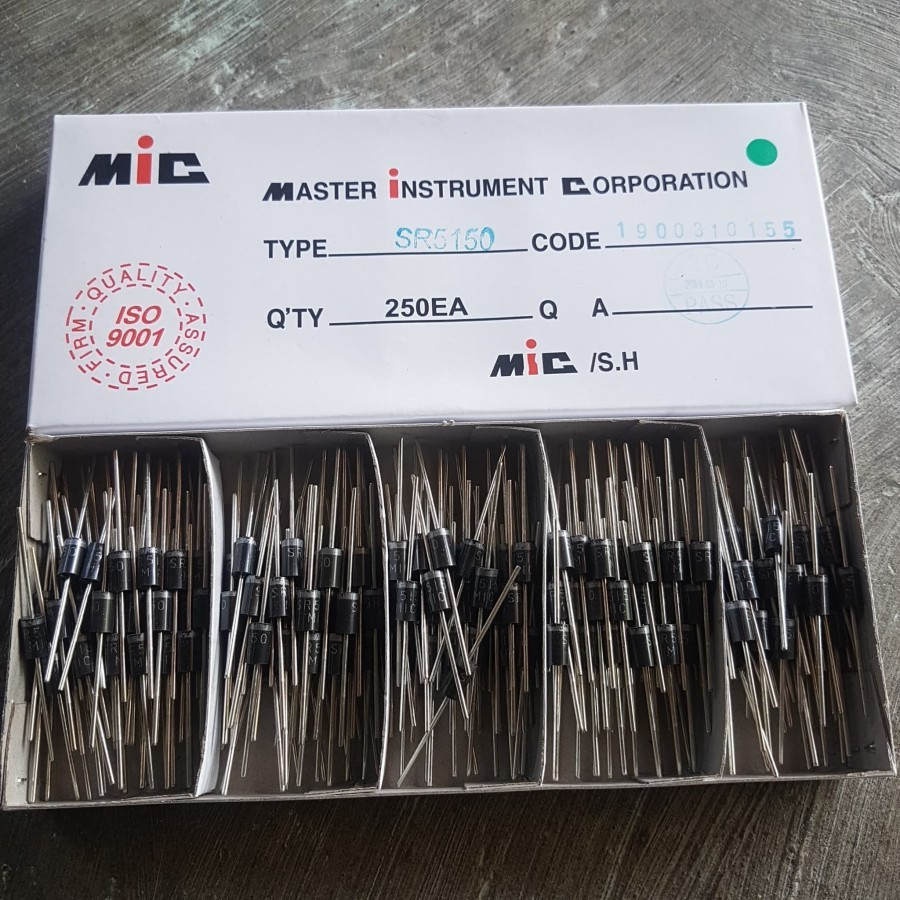 MiC
MASTER INSTRUMENT CORPORATION
TYPE SR5150 CODE 1900310155
Q'TY 250EA Q A
PASS
MiC /S.H
FIRM · QUALITY · ASSURED
ISO
9001